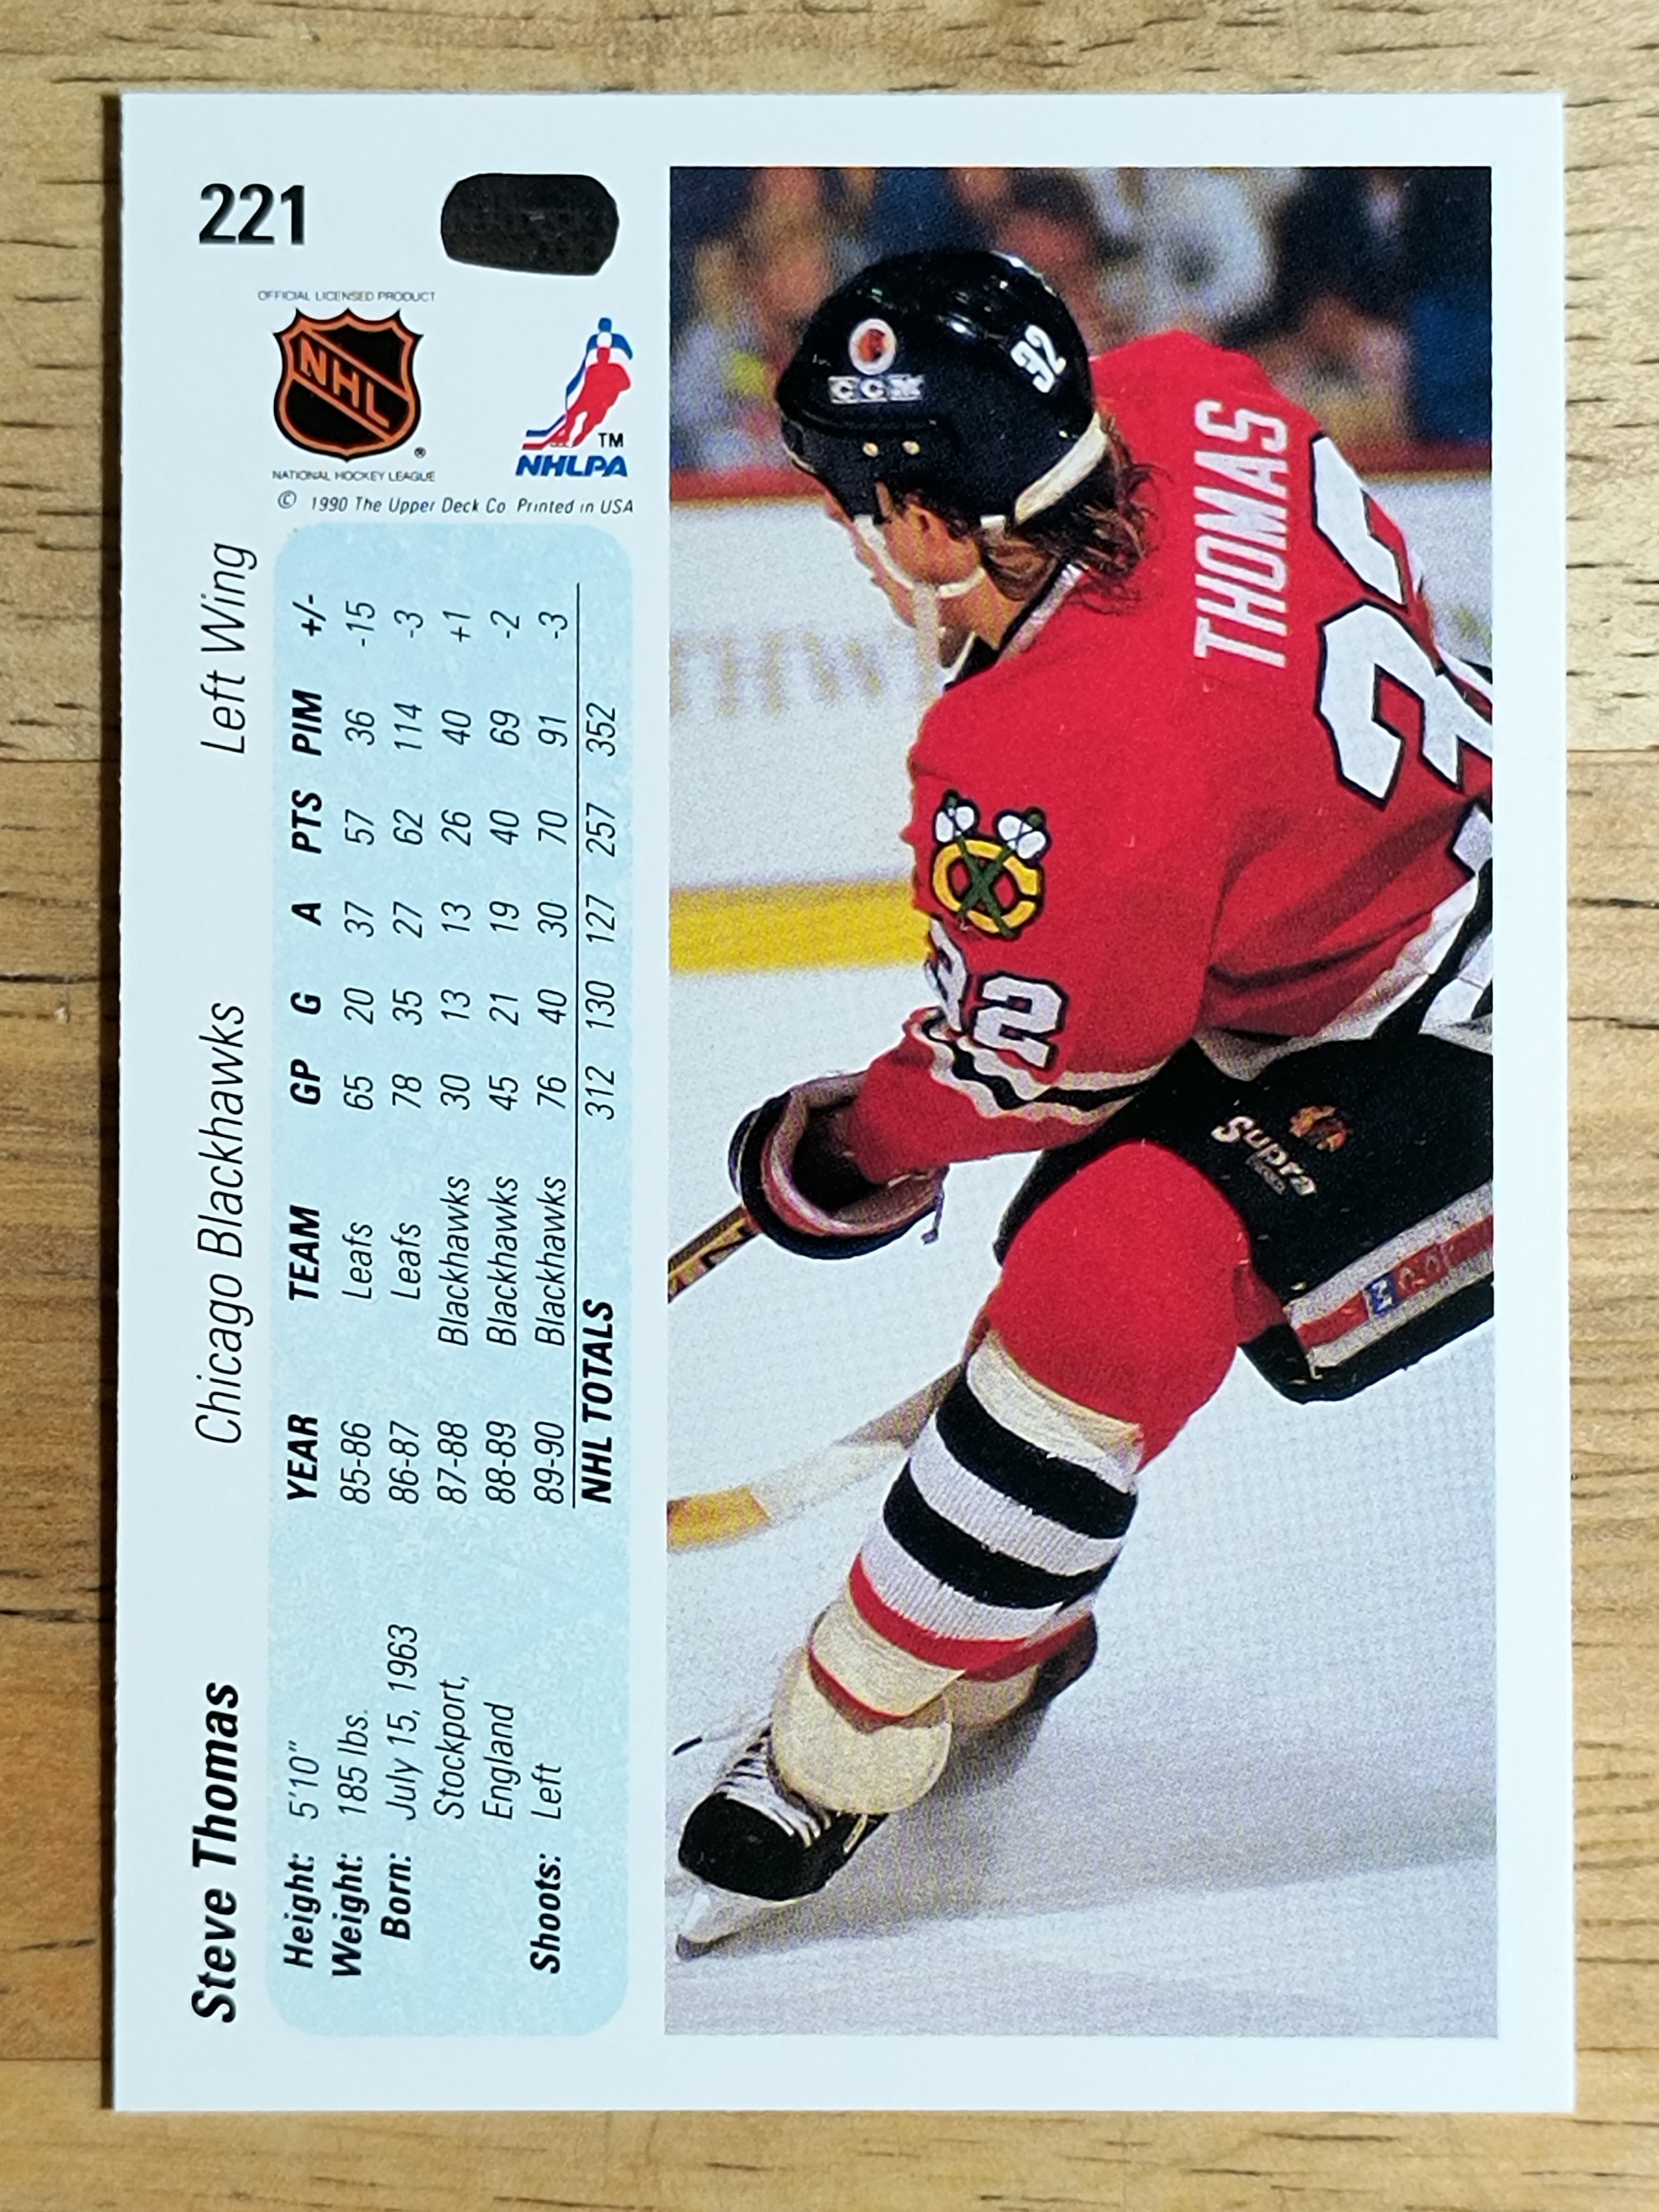 Steve Thomas Chicago Blackhawks Left Wing 221
Height: 5'10"
Weight: 185 lbs.
Born: July 15, 1963
Stockport,
England
Shoots: Left
YEAR TEAM GP G A PTS PIM +/-
85-86 Leafs 65 20 37 57 36 -15
86-87 Leafs 78 35 27 62 114 -3
87-88 Blackhawks 30 13 13 26 40 +1
88-89 Blackhawks 45 21 19 40 69 -2
89-90 Blackhawks 76 40 30 70 91 -3
NHL TOTALS 312 130 127 257 352
OFFICIAL LICENSED PRODUCT
NHL
®
NATIONAL HOCKEY LEAGUE
TM
NHLPA
© 1990 The Upper Deck Co. Printed in USA
CCM
32
THOMAS
32
32
Supra
THW